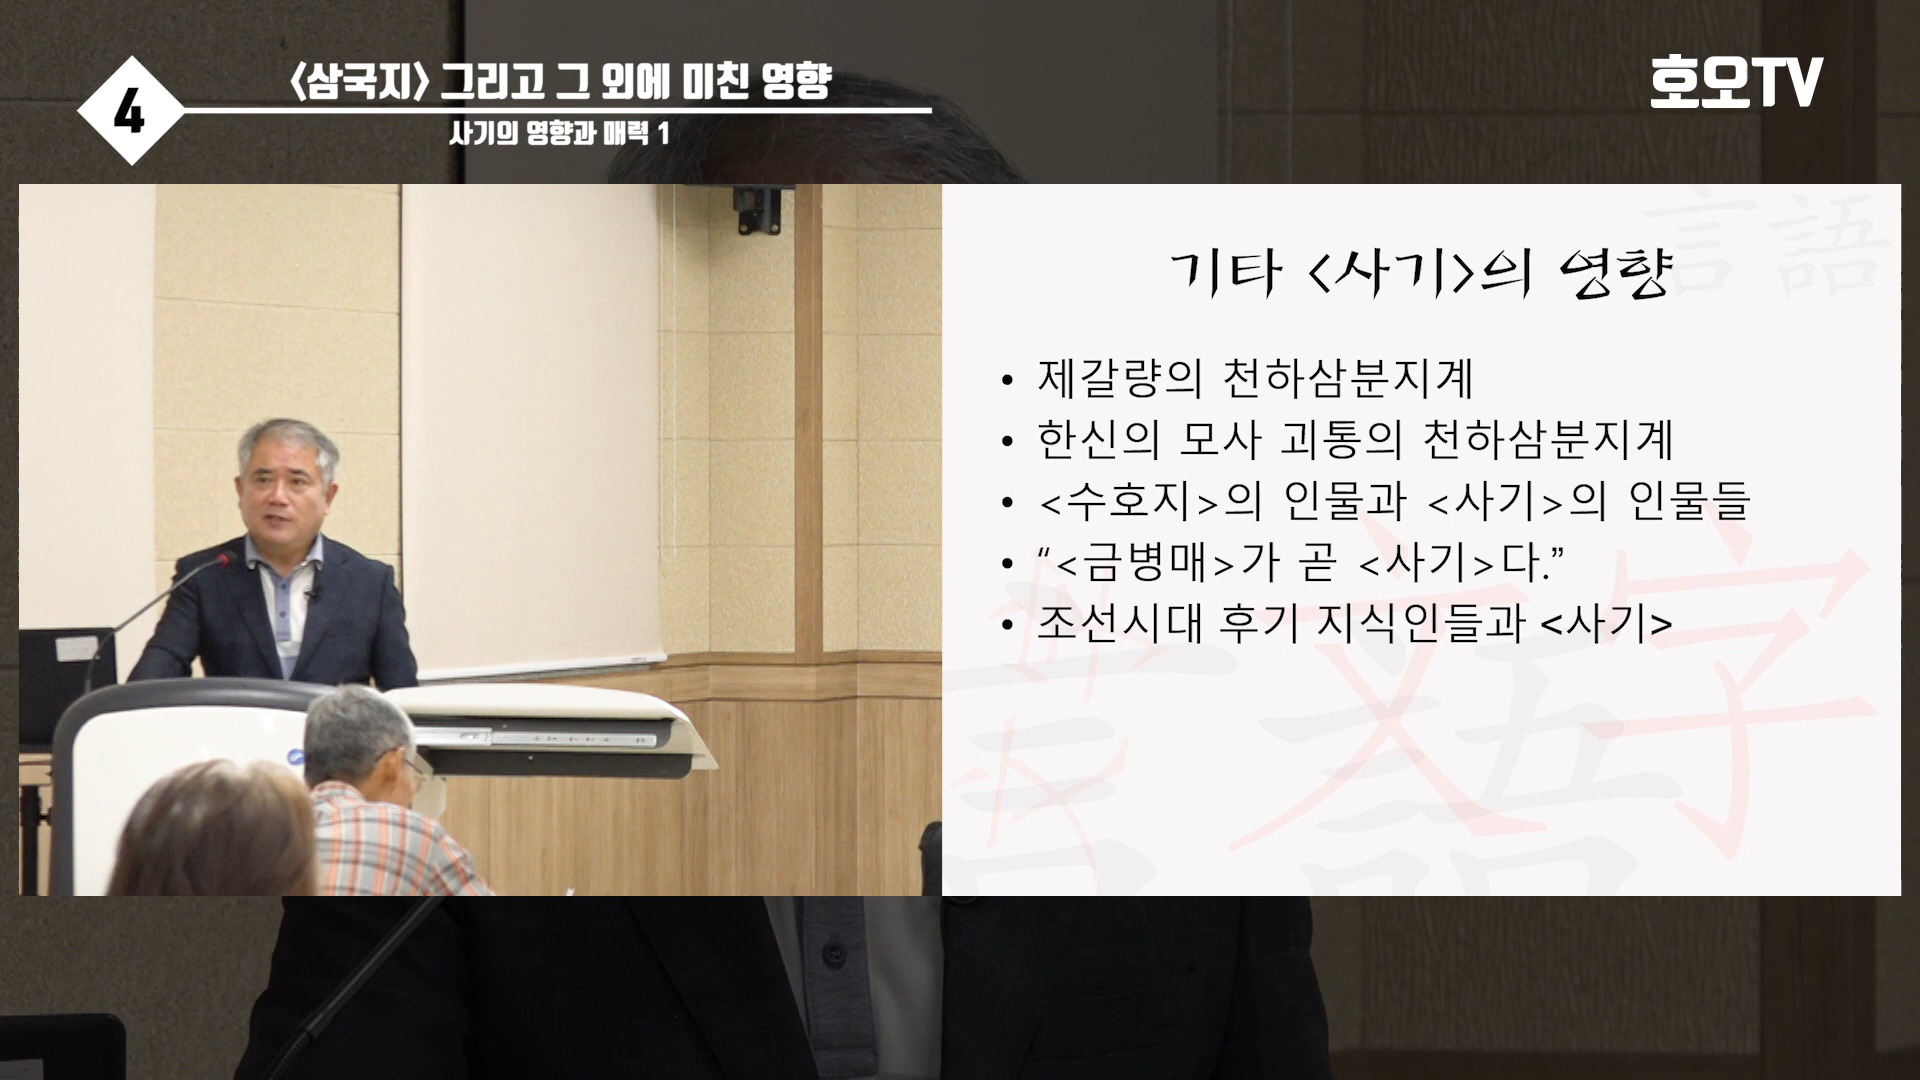 4
<삼국지> 그리고 그 외에 미친 영향
사기의 영향과 매력 1
호오TV
言語
기타 <사기>의 영향
• 제갈량의 천하삼분지계
• 한신의 모사 괴통의 천하삼분지계
• <수호지>의 인물과 <사기>의 인물들
• “<금병매>가 곧 <사기>다.”
• 조선시대 후기 지식인들과 <사기>
文字